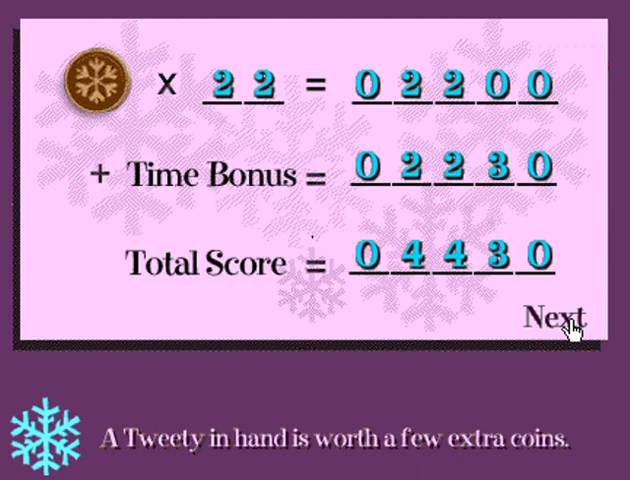 x 22 = 02200
+ Time Bonus = 02230
Total Score = 04430
Next
A Tweety in hand is worth a few extra coins.